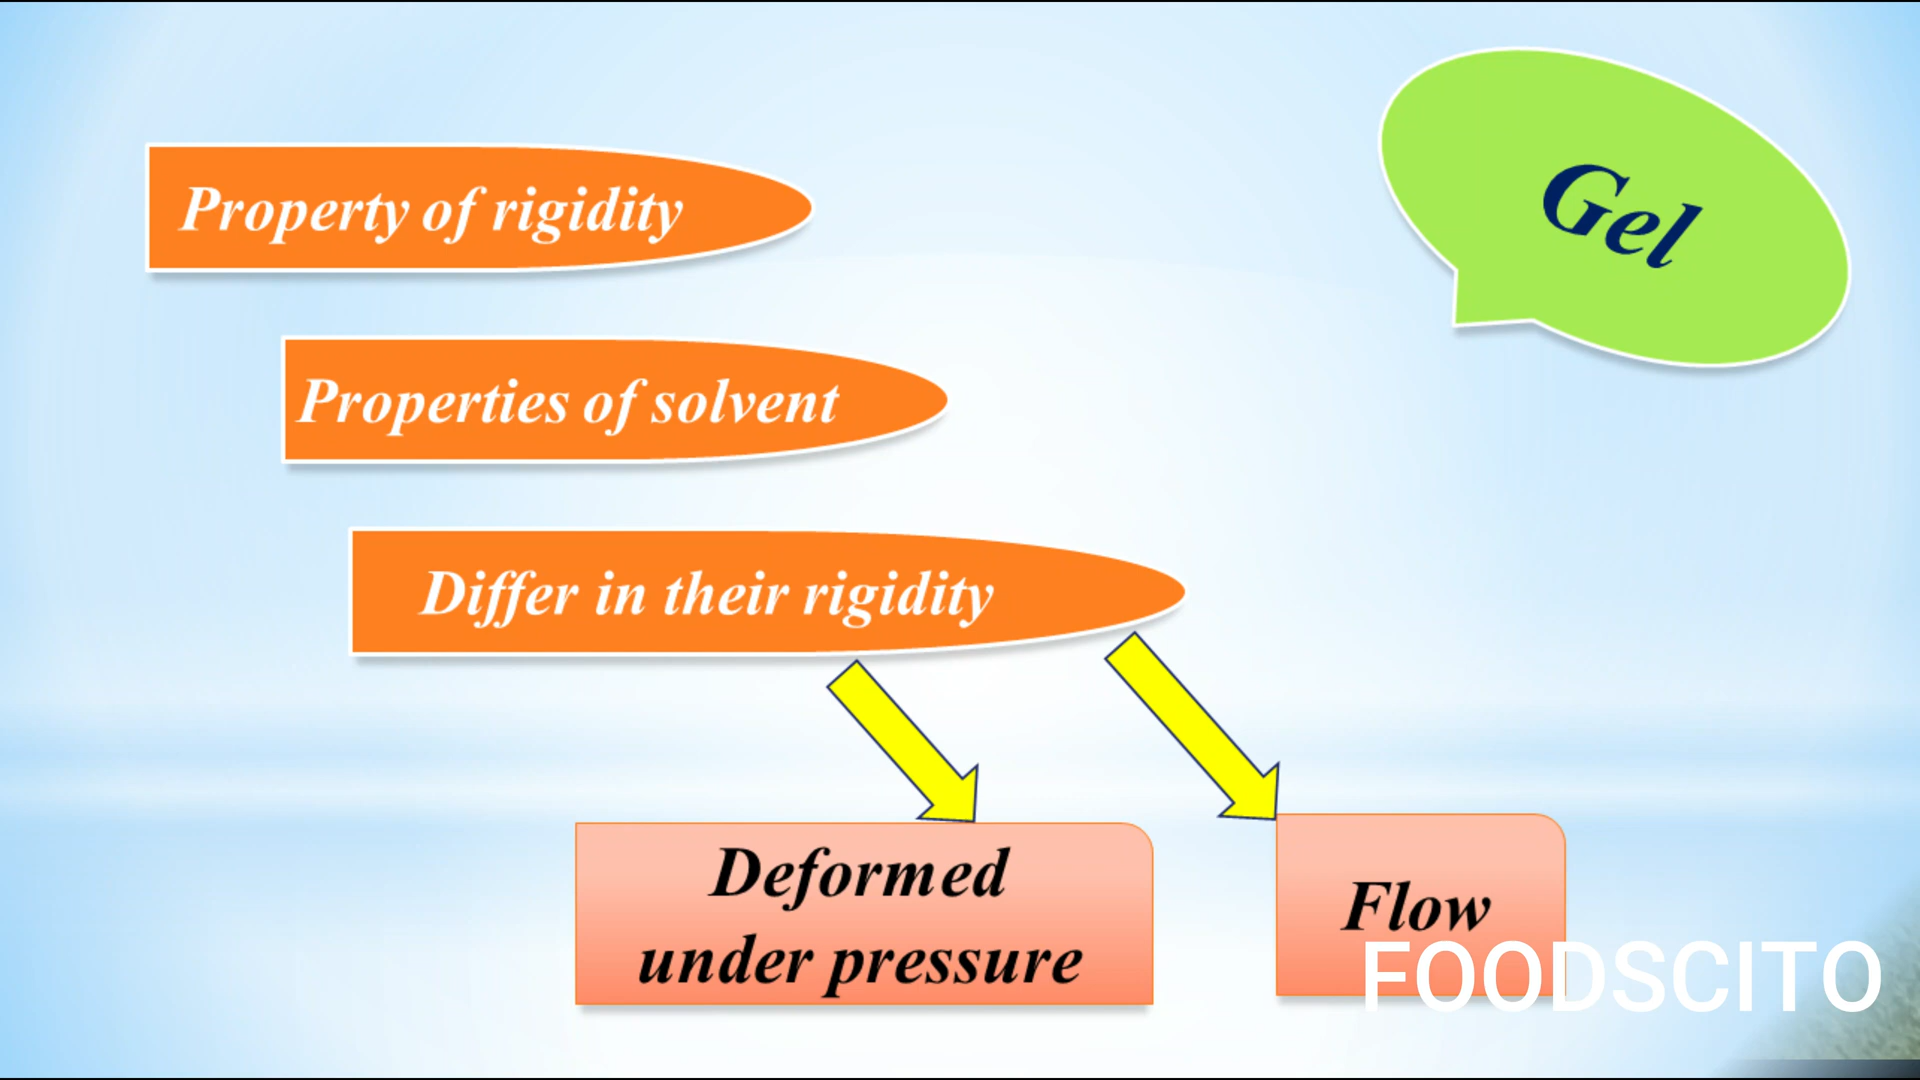 Gel
Property of rigidity
Properties of solvent
Differ in their rigidity
Deformed
under pressure
Flow
FOODSCITO